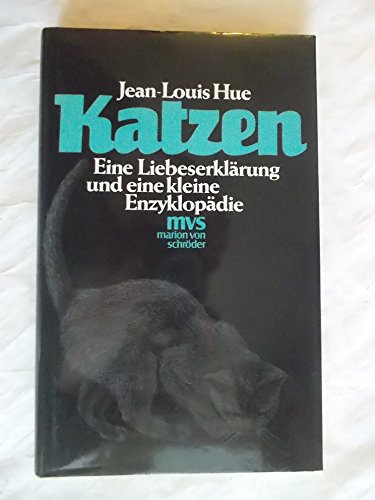 Jean-Louis Hue
Katzen
Eine Liebeserklärung
und eine kleine
Enzyklopädie
mvs
marion von
schröder